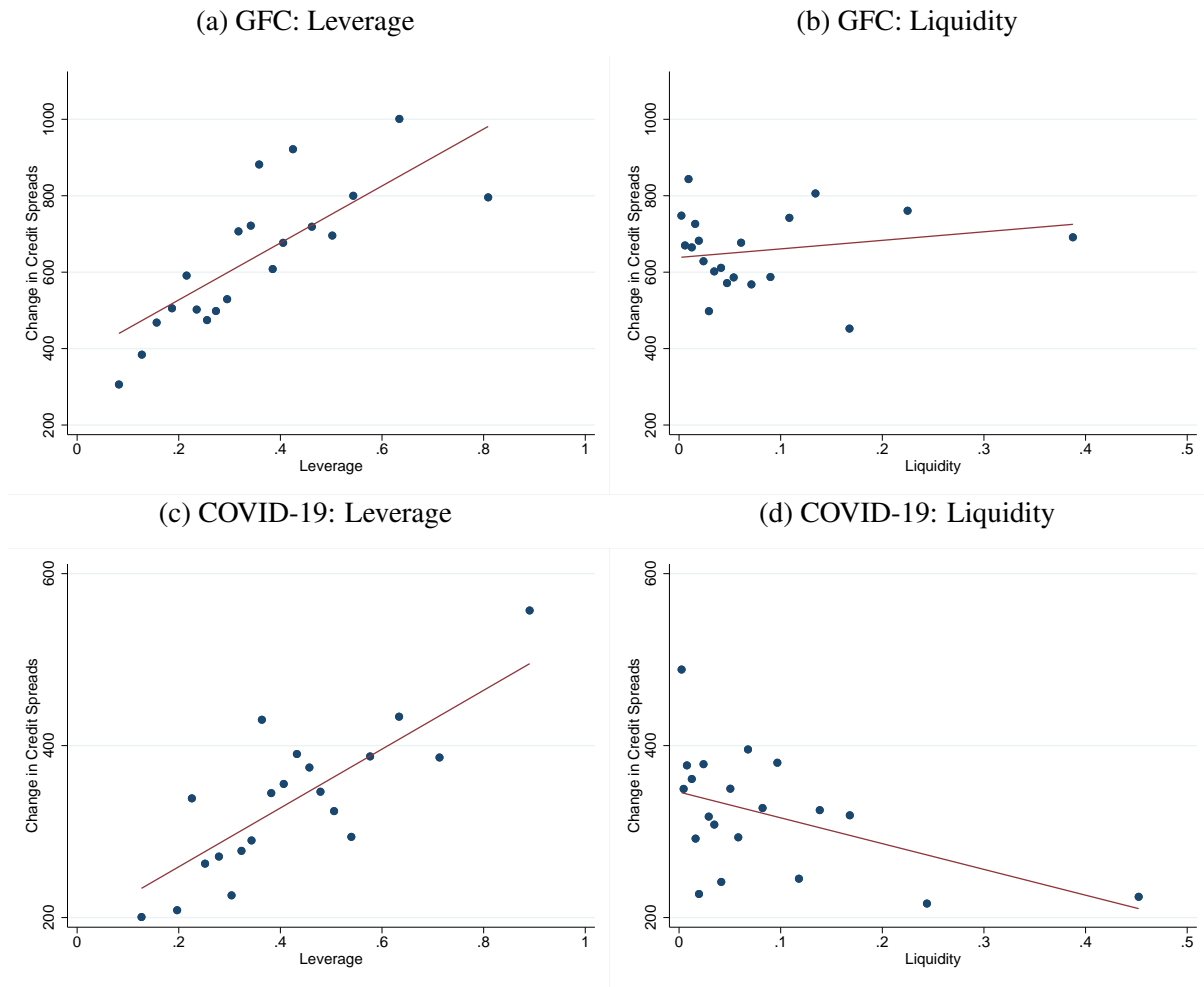 (a) GFC: Leverage
Change in Credit Spreads
1000
800
600
400
200
0 .2 .4 .6 .8 1
Leverage
(b) GFC: Liquidity
Change in Credit Spreads
1000
800
600
400
200
0 .1 .2 .3 .4 .5
Liquidity
(c) COVID-19: Leverage
Change in Credit Spreads
600
400
200
0 .2 .4 .6 .8 1
Leverage
(d) COVID-19: Liquidity
Change in Credit Spreads
600
400
200
0 .1 .2 .3 .4 .5
Liquidity